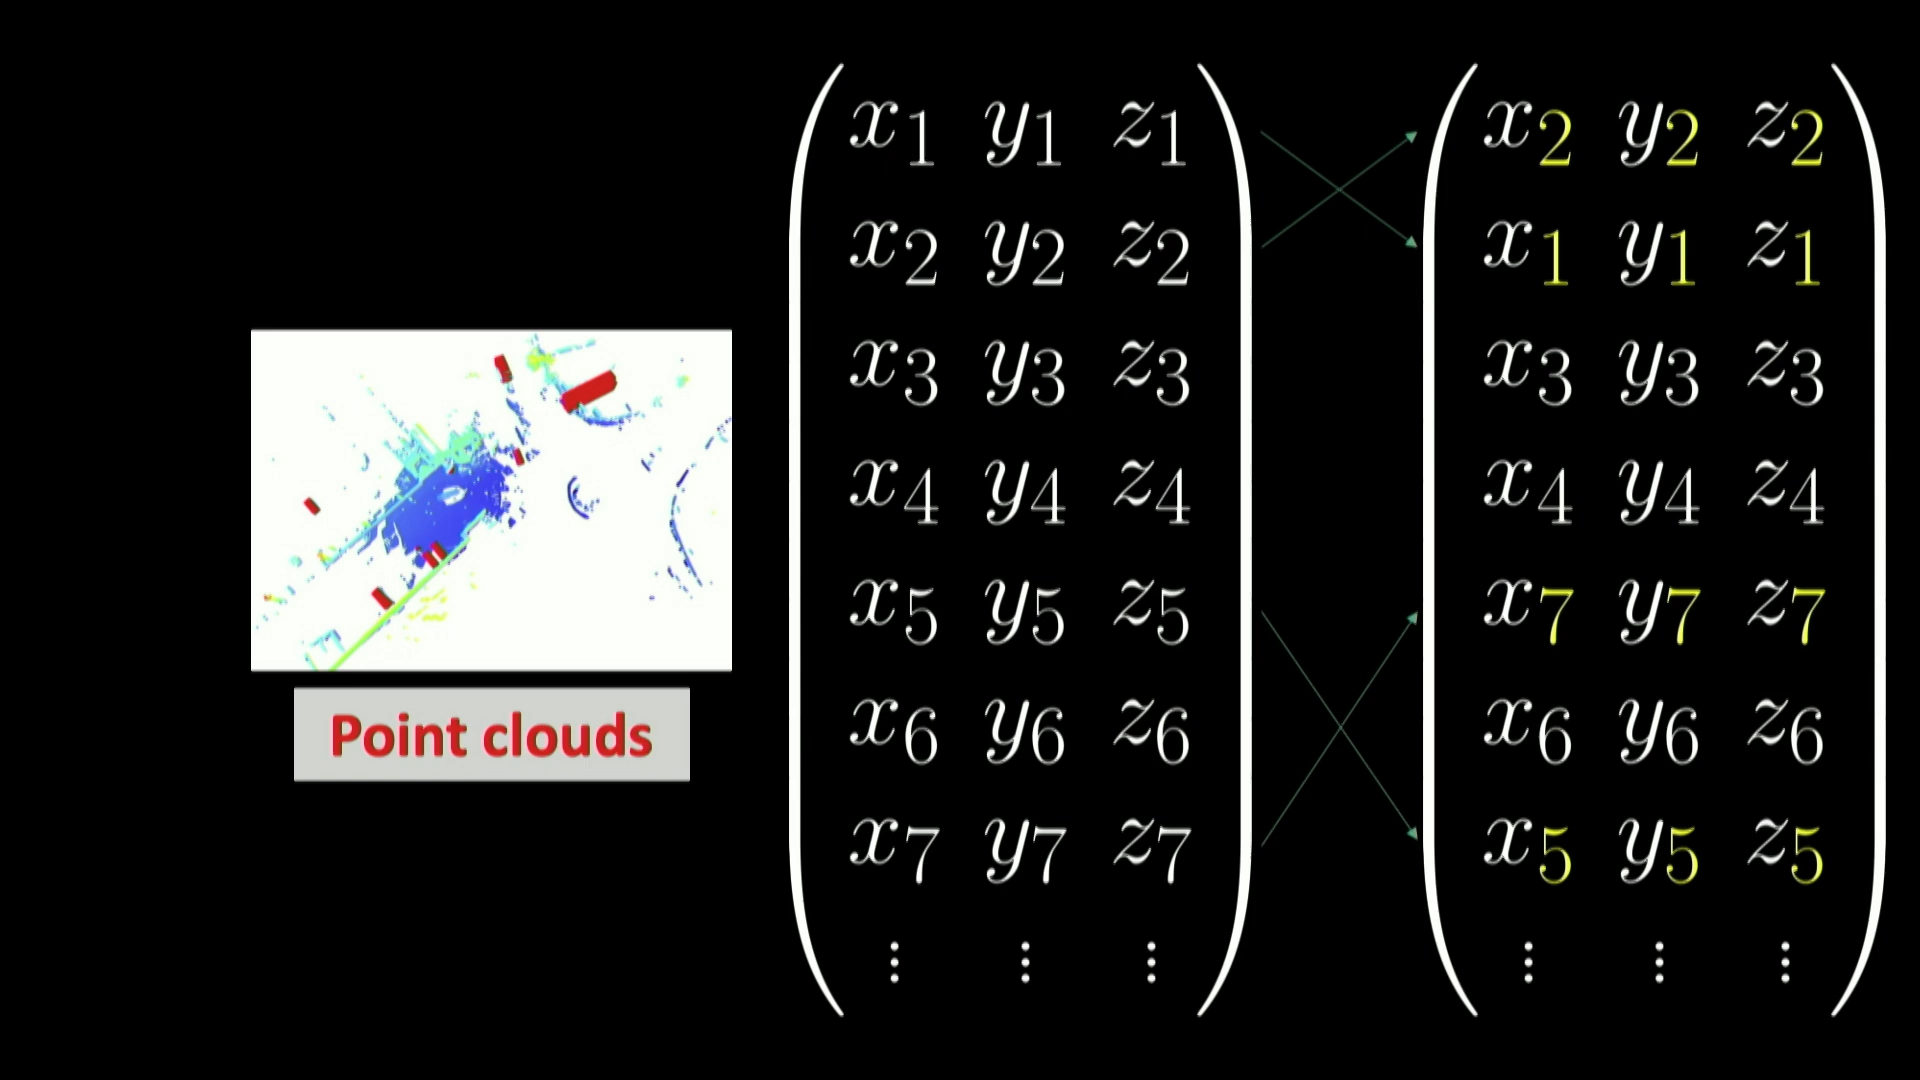 Point clouds
x₁ y₁ z₁
x₂ y₂ z₂
x₃ y₃ z₃
x₄ y₄ z₄
x₅ y₅ z₅
x₆ y₆ z₆
x₇ y₇ z₇
⋮ ⋮ ⋮
x₂ y₂ z₂
x₁ y₁ z₁
x₃ y₃ z₃
x₄ y₄ z₄
x₇ y₇ z₇
x₆ y₆ z₆
x₅ y₅ z₅
⋮ ⋮ ⋮